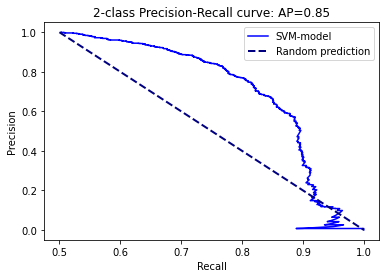 2-class Precision-Recall curve: AP=0.85
SVM-model
Random prediction
Precision
1.0
0.8
0.6
0.4
0.2
0.0
0.5
0.6
0.7
0.8
0.9
1.0
Recall